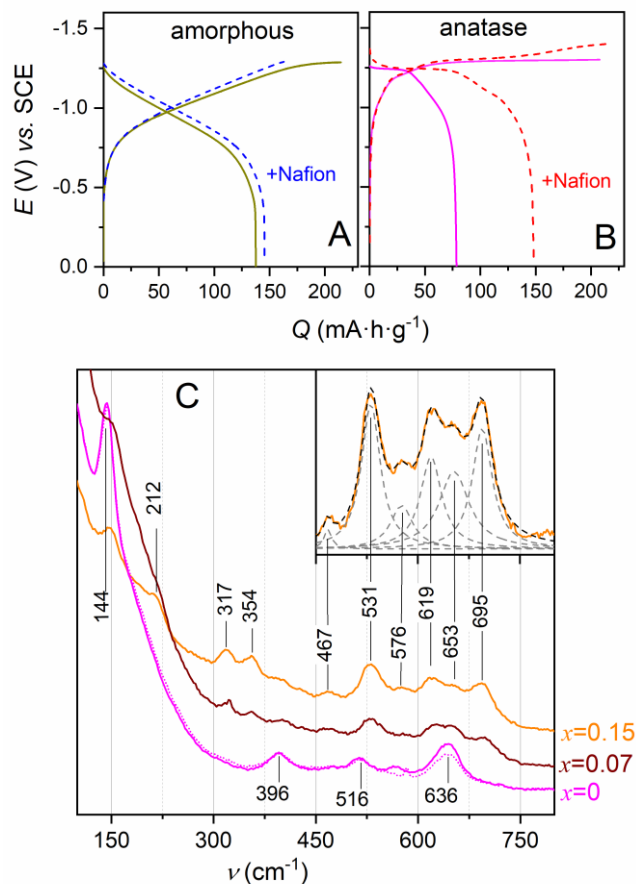 amorphous
anatase
E (V) vs. SCE
-1.5
-1.0
-0.5
0.0
+Nafion
+Nafion
A
B
0 50 100 150 200
0 50 100 150 200
Q (mA·h·g⁻¹)
C
144
212
317
354
467
531
576
619
653
695
396
516
636
x=0.15
x=0.07
x=0
150 300 450 600 750
ν (cm⁻¹)